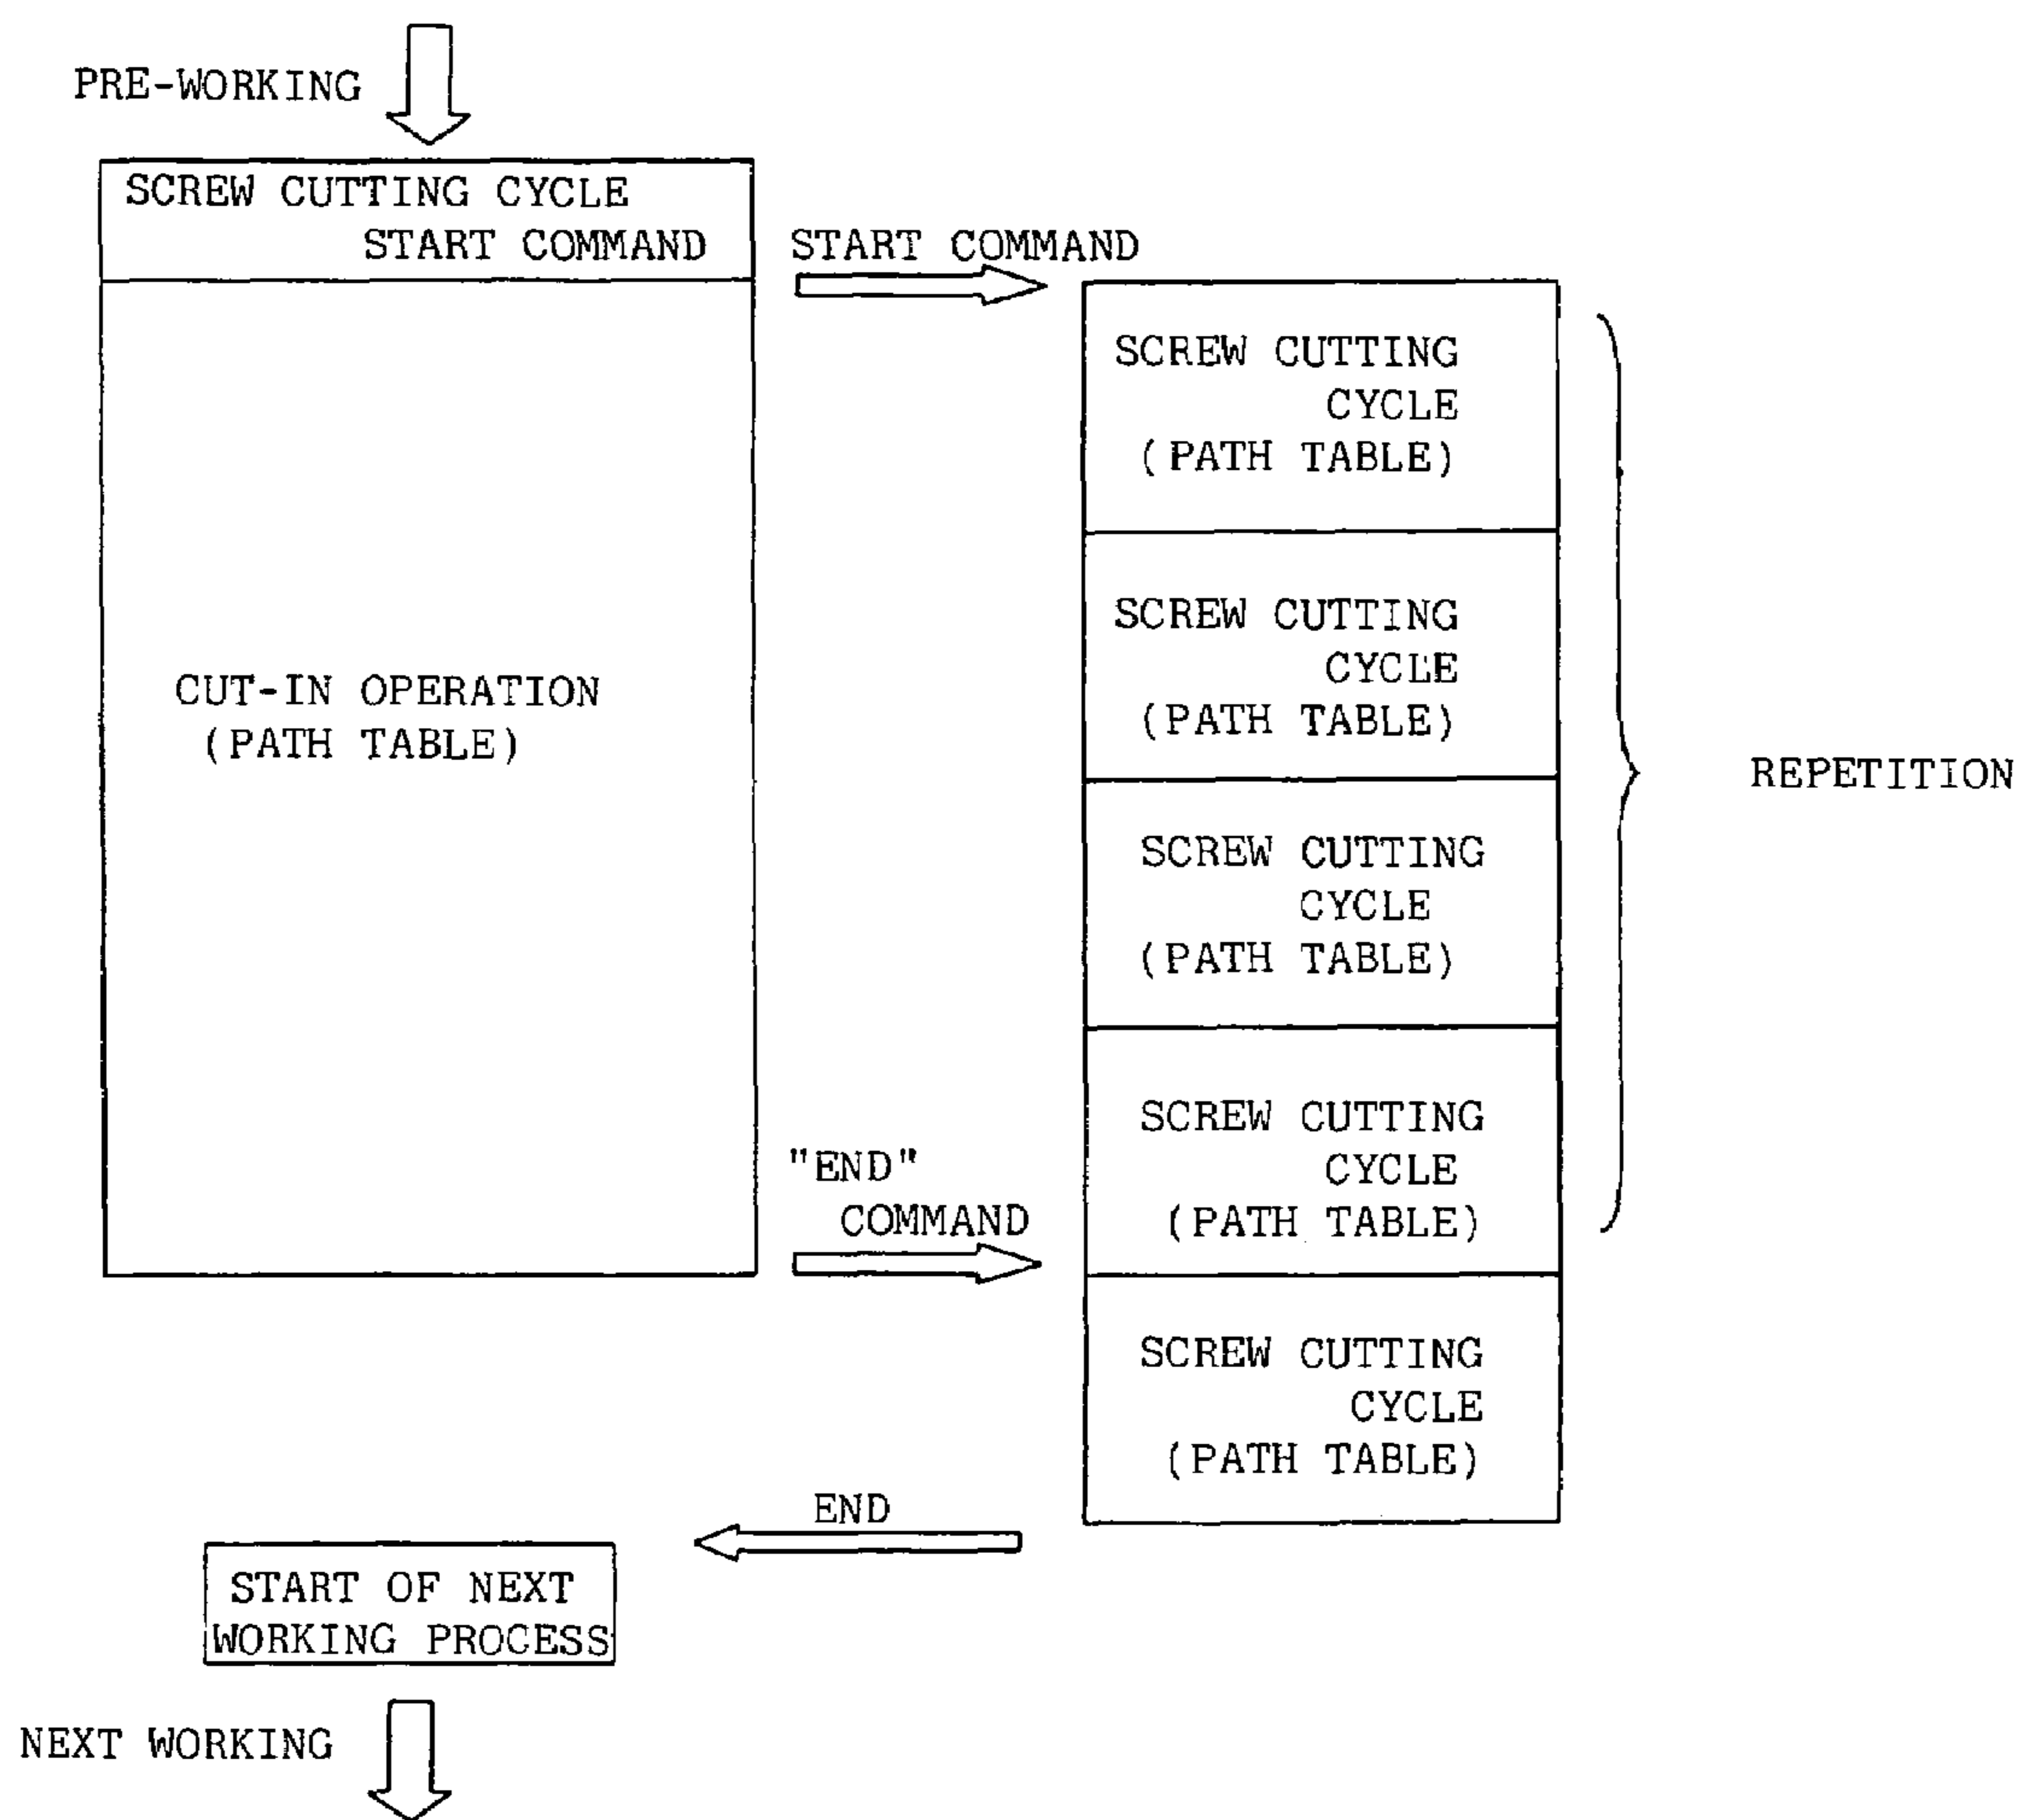 PRE-WORKING
SCREW CUTTING CYCLE
START COMMAND
START COMMAND
SCREW CUTTING
CYCLE
(PATH TABLE)
SCREW CUTTING
CYCLE
(PATH TABLE)
CUT-IN OPERATION
(PATH TABLE)
REPETITION
SCREW CUTTING
CYCLE
(PATH TABLE)
SCREW CUTTING
CYCLE
(PATH TABLE)
"END"
COMMAND
SCREW CUTTING
CYCLE
(PATH TABLE)
END
START OF NEXT
WORKING PROCESS
NEXT WORKING